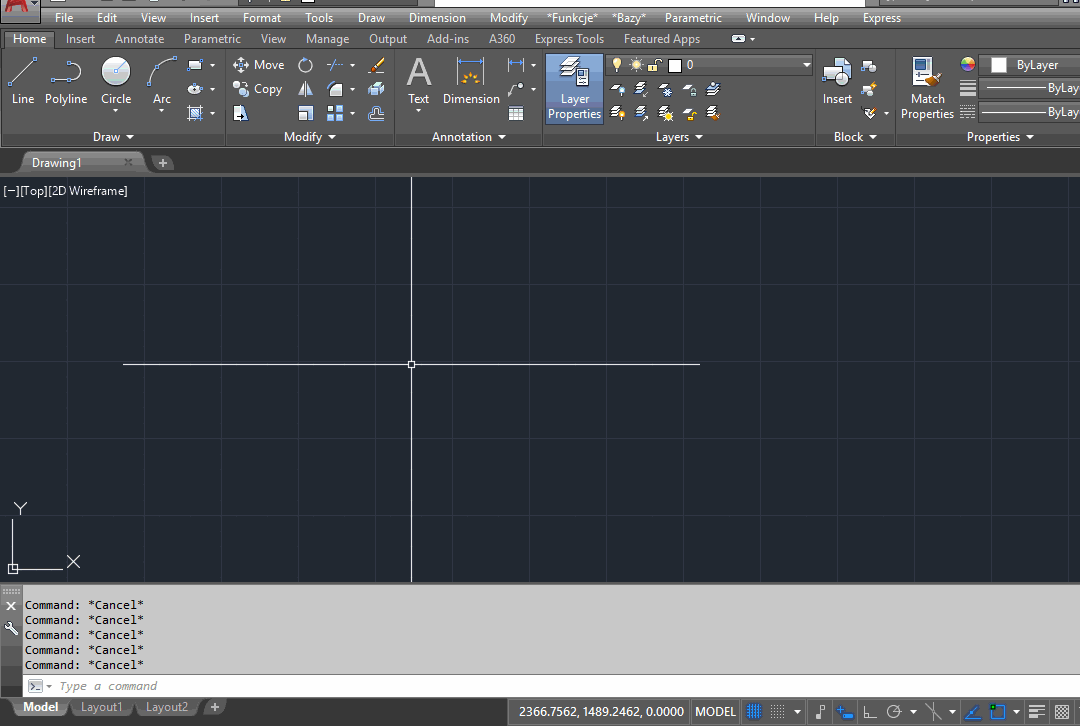 File Edit View Insert Format Tools Draw Dimension Modify *Funkcje* *Bazy* Parametric Window Help Express
Home Insert Annotate Parametric View Manage Output Add-ins A360 Express Tools Featured Apps
Line Polyline Circle Arc
Move
Copy
Text Dimension
Layer Properties
0
Insert
Match Properties
ByLayer
ByLay
ByLay
Draw Modify Annotation Layers Block Properties
Drawing1
[−][Top][2D Wireframe]
Y
X
Command: *Cancel*
Command: *Cancel*
Command: *Cancel*
Command: *Cancel*
Command: *Cancel*
Type a command
Model Layout1 Layout2 +
2366.7562, 1489.2462, 0.0000 MODEL